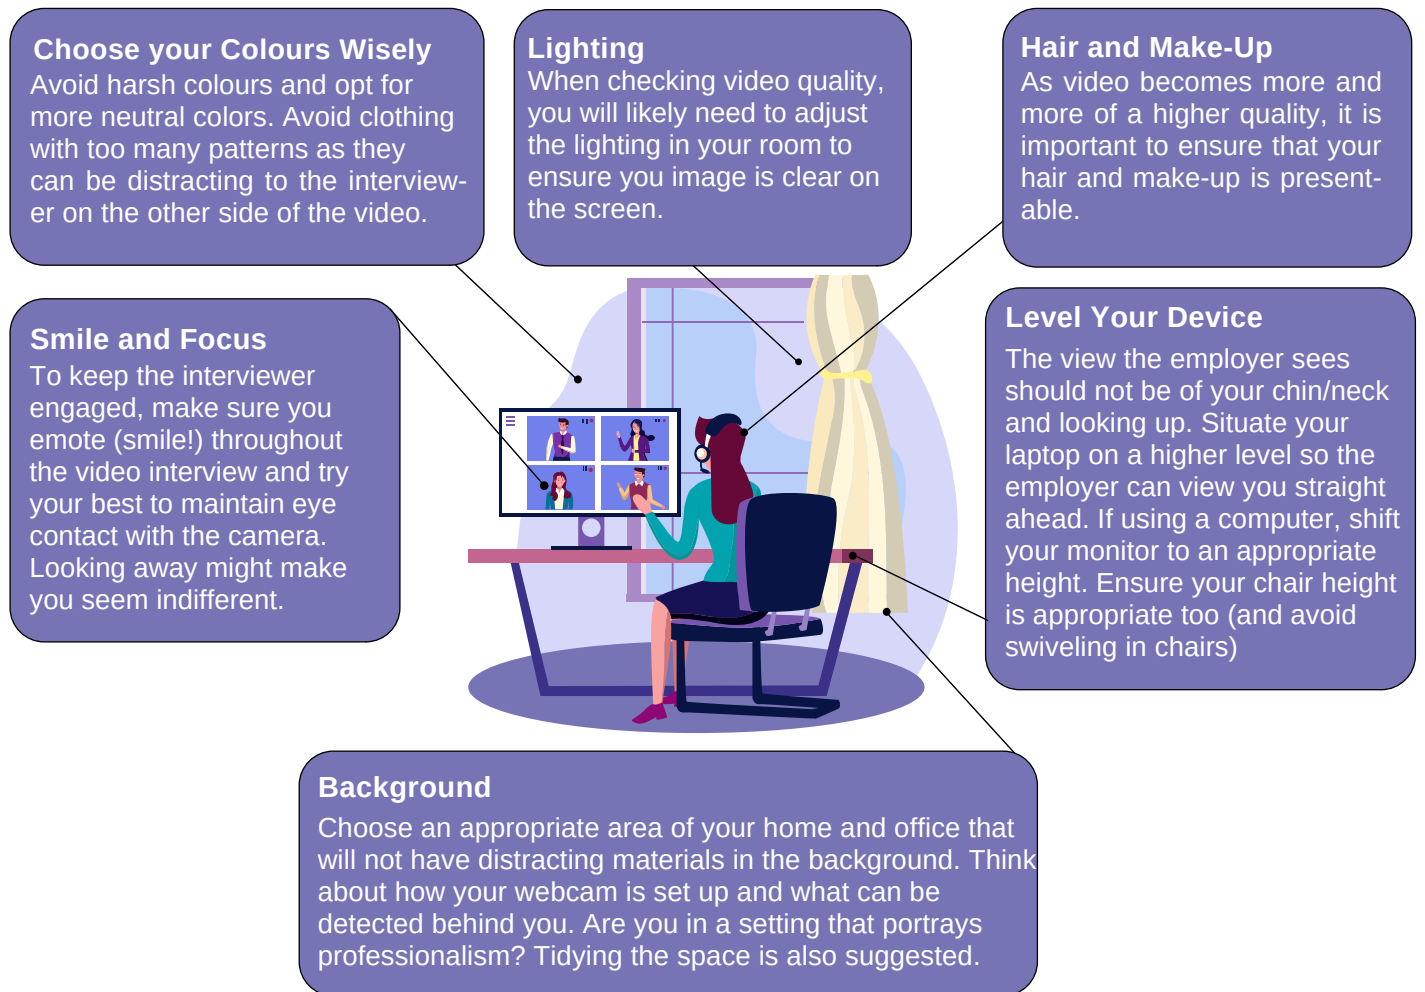 Choose your Colours Wisely
Avoid harsh colours and opt for
more neutral colors. Avoid clothing
with too many patterns as they
can be distracting to the interview-
er on the other side of the video.
Lighting
When checking video quality,
you will likely need to adjust
the lighting in your room to
ensure you image is clear on
the screen.
Hair and Make-Up
As video becomes more and
more of a higher quality, it is
important to ensure that your
hair and make-up is present-
able.
Smile and Focus
To keep the interviewer
engaged, make sure you
emote (smile!) throughout
the video interview and try
your best to maintain eye
contact with the camera.
Looking away might make
you seem indifferent.
Level Your Device
The view the employer sees
should not be of your chin/neck
and looking up. Situate your
laptop on a higher level so the
employer can view you straight
ahead. If using a computer, shift
your monitor to an appropriate
height. Ensure your chair height
is appropriate too (and avoid
swiveling in chairs)
Background
Choose an appropriate area of your home and office that
will not have distracting materials in the background. Think
about how your webcam is set up and what can be
detected behind you. Are you in a setting that portrays
professionalism? Tidying the space is also suggested.